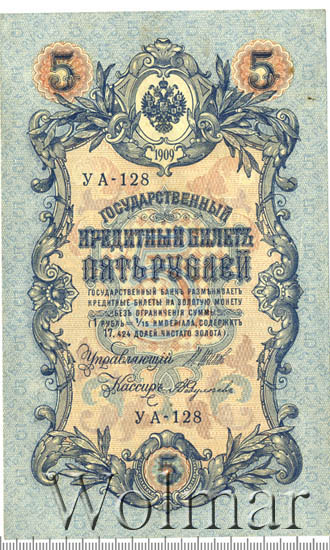 5 5
1909
УА-128
ГОСУДАРСТВЕННЫЙ
КРЕДИТНЫЙ БИЛЕТЪ
ПЯТЬ РУБЛЕЙ
ГОСУДАРСТВЕННЫЙ БАНКЪ РАЗМѢНИВАЕТЪ
КРЕДИТНЫЕ БИЛЕТЫ НА ЗОЛОТУЮ МОНЕТУ
БЕЗЪ ОГРАНИЧЕНІЯ СУММЫ
(1 РУБЛЬ = 1/15 ИМПЕРІАЛА, СОДЕРЖИТЪ
17,424 ДОЛЕЙ ЧИСТАГО ЗОЛОТА)
Управляющій
Кассиръ
УА-128
5
Wolmar